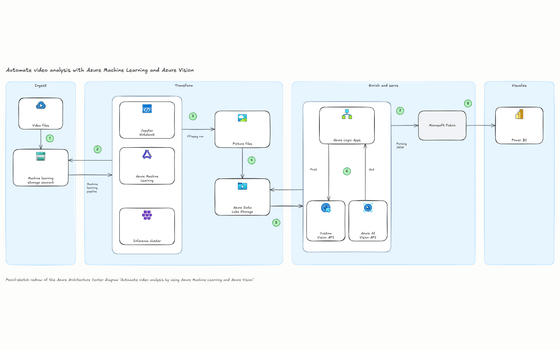 Automate video analysis with Azure Machine Learning and Azure Vision
Ingest
Transform
Enrich and serve
Visualize
Video files
1
Machine learning
storage account
2
Machine
learning
pipeline
Jupyter
Notebook
Azure Machine
Learning
Inference cluster
3
FFmpeg run
Picture files
4
Azure Data
Lake Storage
5
Azure Logic Apps
Post
6
Get
Custom
Vision API
Azure AI
Vision API
7
Parsing
JSON
Microsoft Fabric
8
Power BI
redraw of the Azure Architecture Center diagram "Automate video analysis by using Azure Machine Learning and Azure Vision"